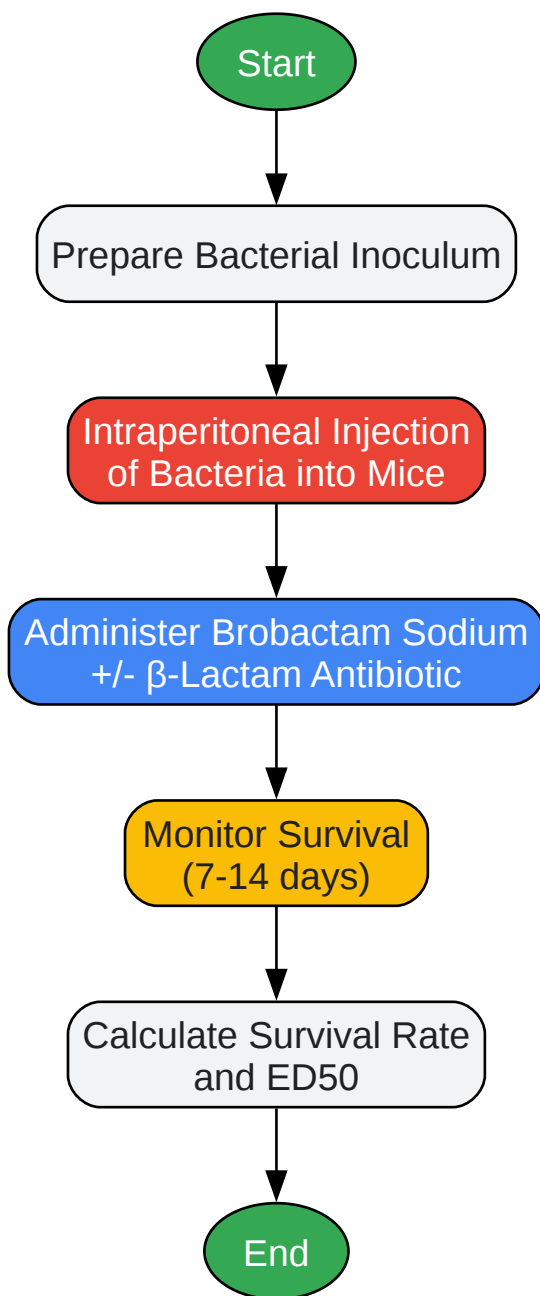 Start
Prepare Bacterial Inoculum
Intraperitoneal Injection
of Bacteria into Mice
Administer Brobactam Sodium
+/- β-Lactam Antibiotic
Monitor Survival
(7-14 days)
Calculate Survival Rate
and ED50
End